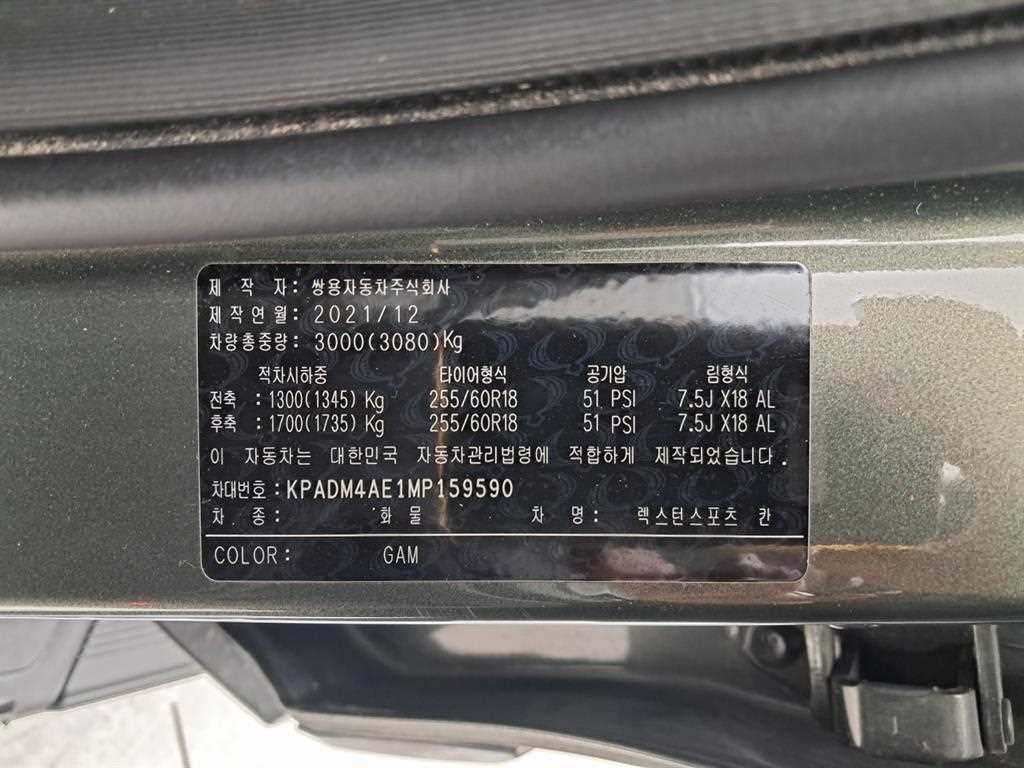 제 작 자 : 쌍용자동차주식회사
제작연월: 2021/12
차량총중량: 3000(3080)Kg
적차시하중 타이어형식 공기압 림형식
전축 : 1300(1345) Kg 255/60R18 51 PSI 7.5J X18 AL
후축 : 1700(1735) Kg 255/60R18 51 PSI 7.5J X18 AL
이 자동차는 대한민국 자동차관리법령에 적합하게 제작되었습니다.
차대번호: KPADM4AE1MP159590
차 종: 화 물 차 명: 렉스턴스포츠 칸
COLOR: GAM